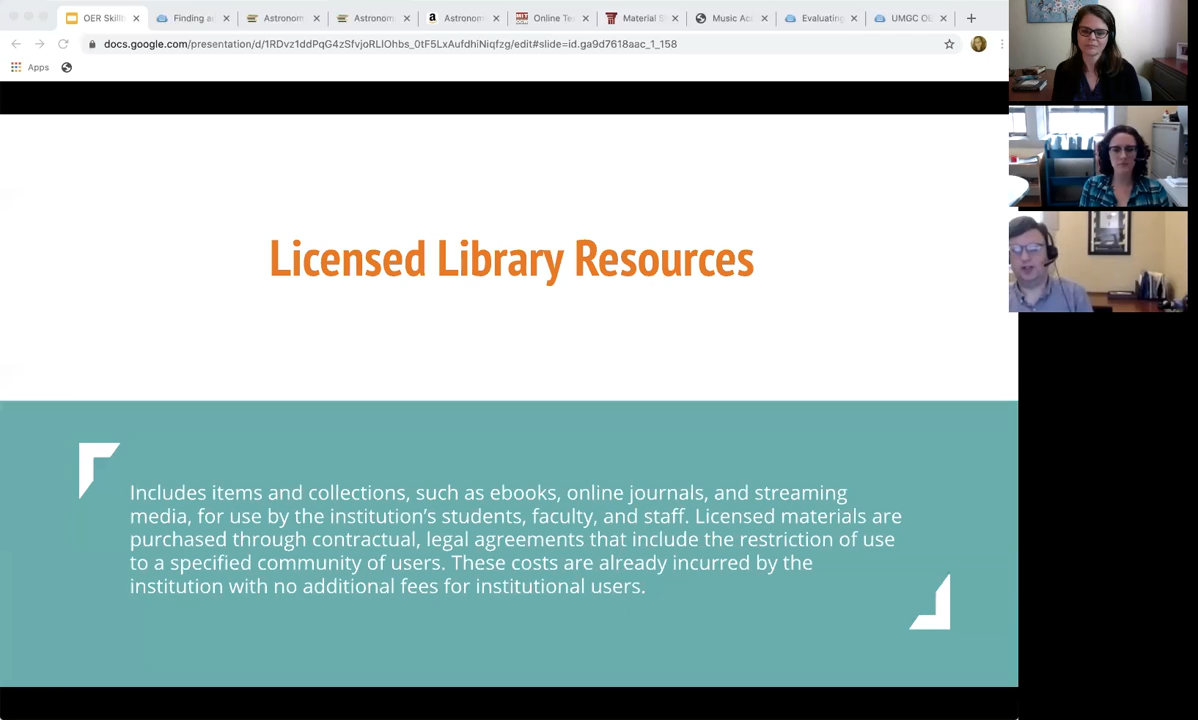 OER Skillb
Finding a
Astronom
Astronom
Astronom
Online Te
Material S
Music Ac
Evaluating
UMGC OE
docs.google.com/presentation/d/1RDvz1ddPqG4zSfvjoRLIOhbs_0tF5LxAufdhiNiqfzg/edit#slide=id.ga9d7618aac_1_158
Apps
Licensed Library Resources
Includes items and collections, such as ebooks, online journals, and streaming
media, for use by the institution’s students, faculty, and staff. Licensed materials are
purchased through contractual, legal agreements that include the restriction of use
to a specified community of users. These costs are already incurred by the
institution with no additional fees for institutional users.